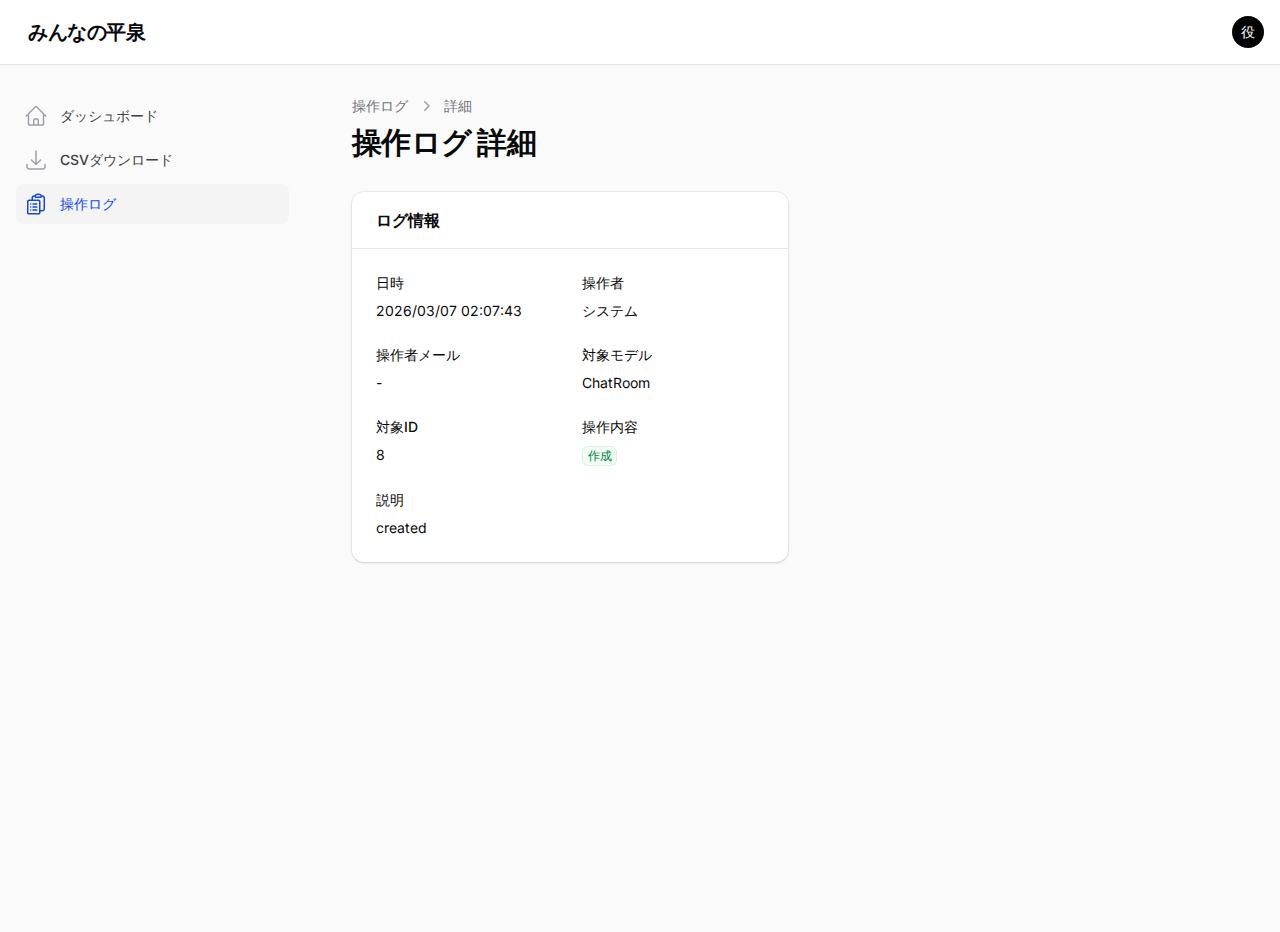 みんなの平泉
役
ダッシュボード
CSVダウンロード
操作ログ
操作ログ 詳細
操作ログ 詳細
ログ情報
日時
2026/03/07 02:07:43
操作者
システム
操作者メール
-
対象モデル
ChatRoom
対象ID
8
操作内容
作成
説明
created